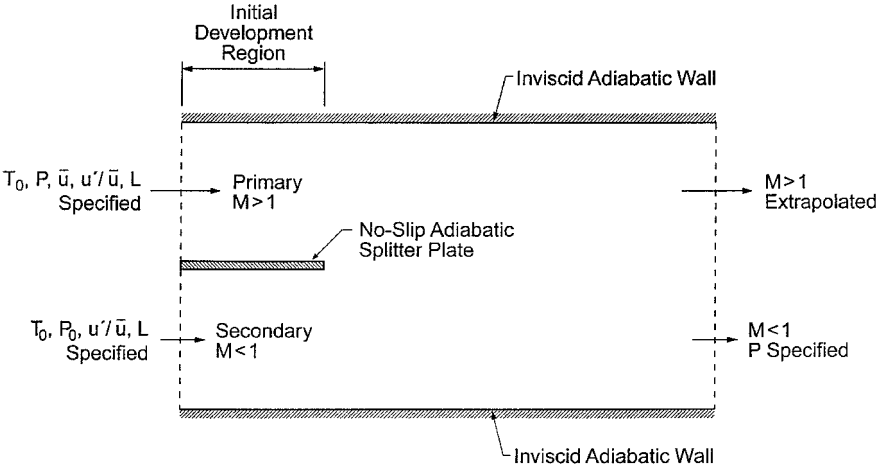 Initial
Development
Region
Inviscid Adiabatic Wall
T₀, P, ū, u′/ū, L
Specified
Primary
M>1
M>1
Extrapolated
No-Slip Adiabatic
Splitter Plate
T₀, P₀, u′/ū, L
Specified
Secondary
M<1
M<1
P Specified
Inviscid Adiabatic Wall